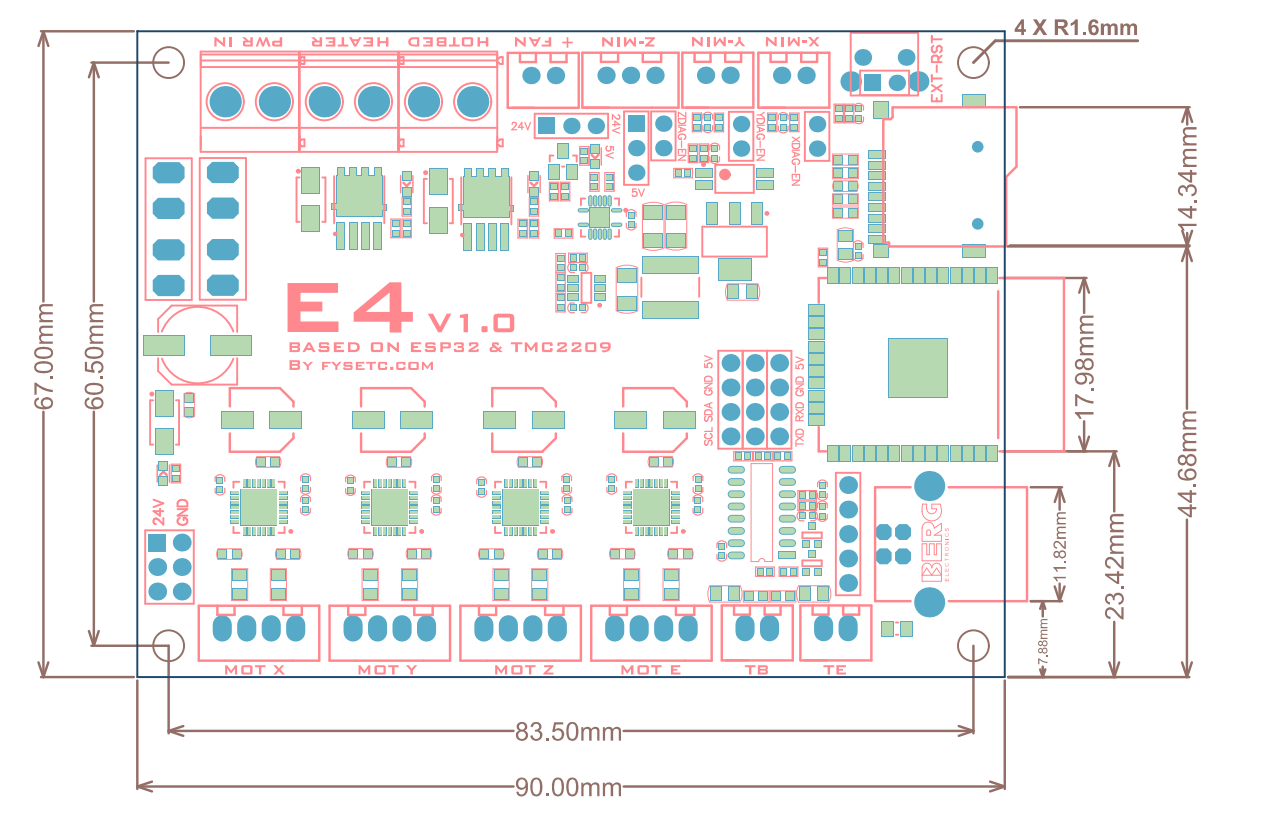 4 X R1.6mm
PWR IN
HEATER
HOTBED
+ FAN
Z-MIN
Y-MIN
X-MIN
EXT-RST
24V
24V
5V
5V
ZDIAG-EN
YDIAG-EN
XDIAG-EN
14.34mm
67.00mm
60.50mm
E4 V1.0
BASED ON ESP32 & TMC2209
BY FYSETC.COM
SCL SDA GND 5V
TXD RXD GND 5V
17.98mm
44.68mm
24V
GND
BERG
ELECTRONICS
11.82mm
23.42mm
7.88mm
MOT X
MOT Y
MOT Z
MOT E
TB
TE
83.50mm
90.00mm